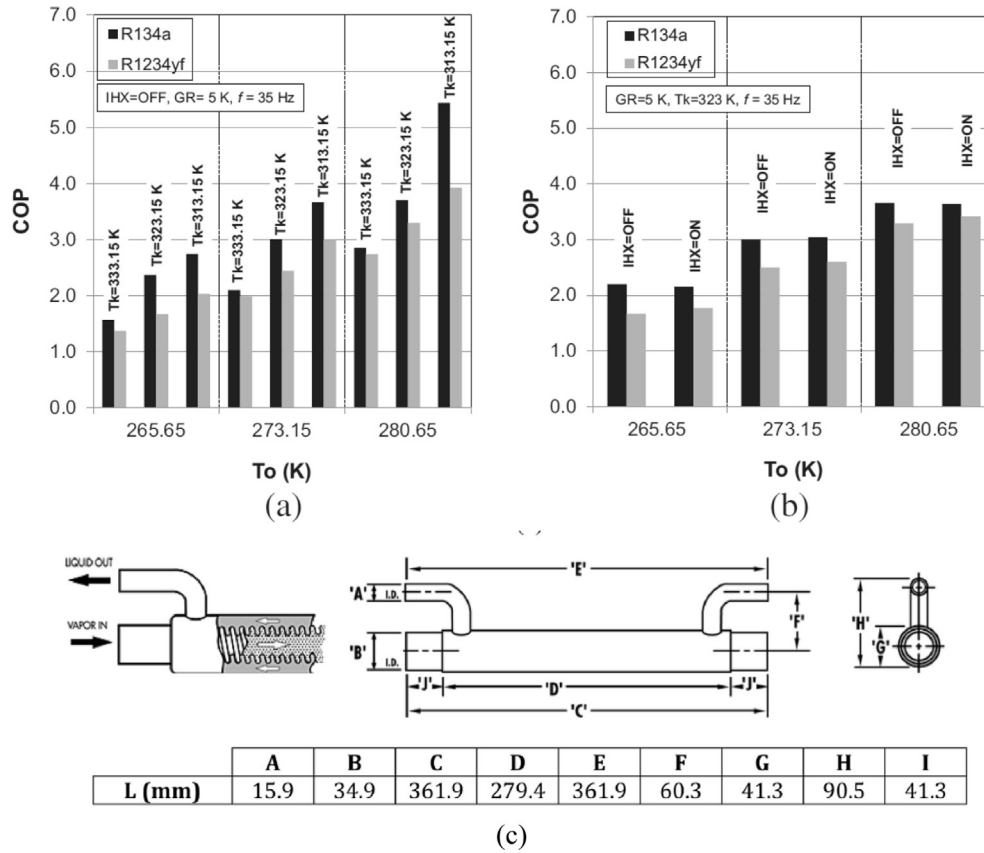 7.0
6.0
5.0
4.0
3.0
2.0
1.0
0.0
COP
R134a
R1234yf
IHX=OFF, GR= 5 K, f = 35 Hz
Tk=333.15 K
Tk=323.15 K
Tk=313.15 K
Tk=333.15 K
Tk=323.15 K
Tk=313.15 K
Tk=333.15 K
Tk=323.15 K
Tk=313.15 K
265.65 273.15 280.65
To (K)
(a)
7.0
6.0
5.0
4.0
3.0
2.0
1.0
0.0
COP
R134a
R1234yf
GR=5 K, Tk=323 K, f = 35 Hz
IHX=OFF
IHX=ON
IHX=OFF
IHX=ON
IHX=OFF
IHX=ON
265.65 273.15 280.65
To (K)
(b)
LIQUID OUT
VAPOR IN
'E'
'A' I.D.
'F'
'B' I.D.
'J' 'D' 'J'
'C'
'H'
'G'
A B C D E F G H I
L (mm) 15.9 34.9 361.9 279.4 361.9 60.3 41.3 90.5 41.3
(c)